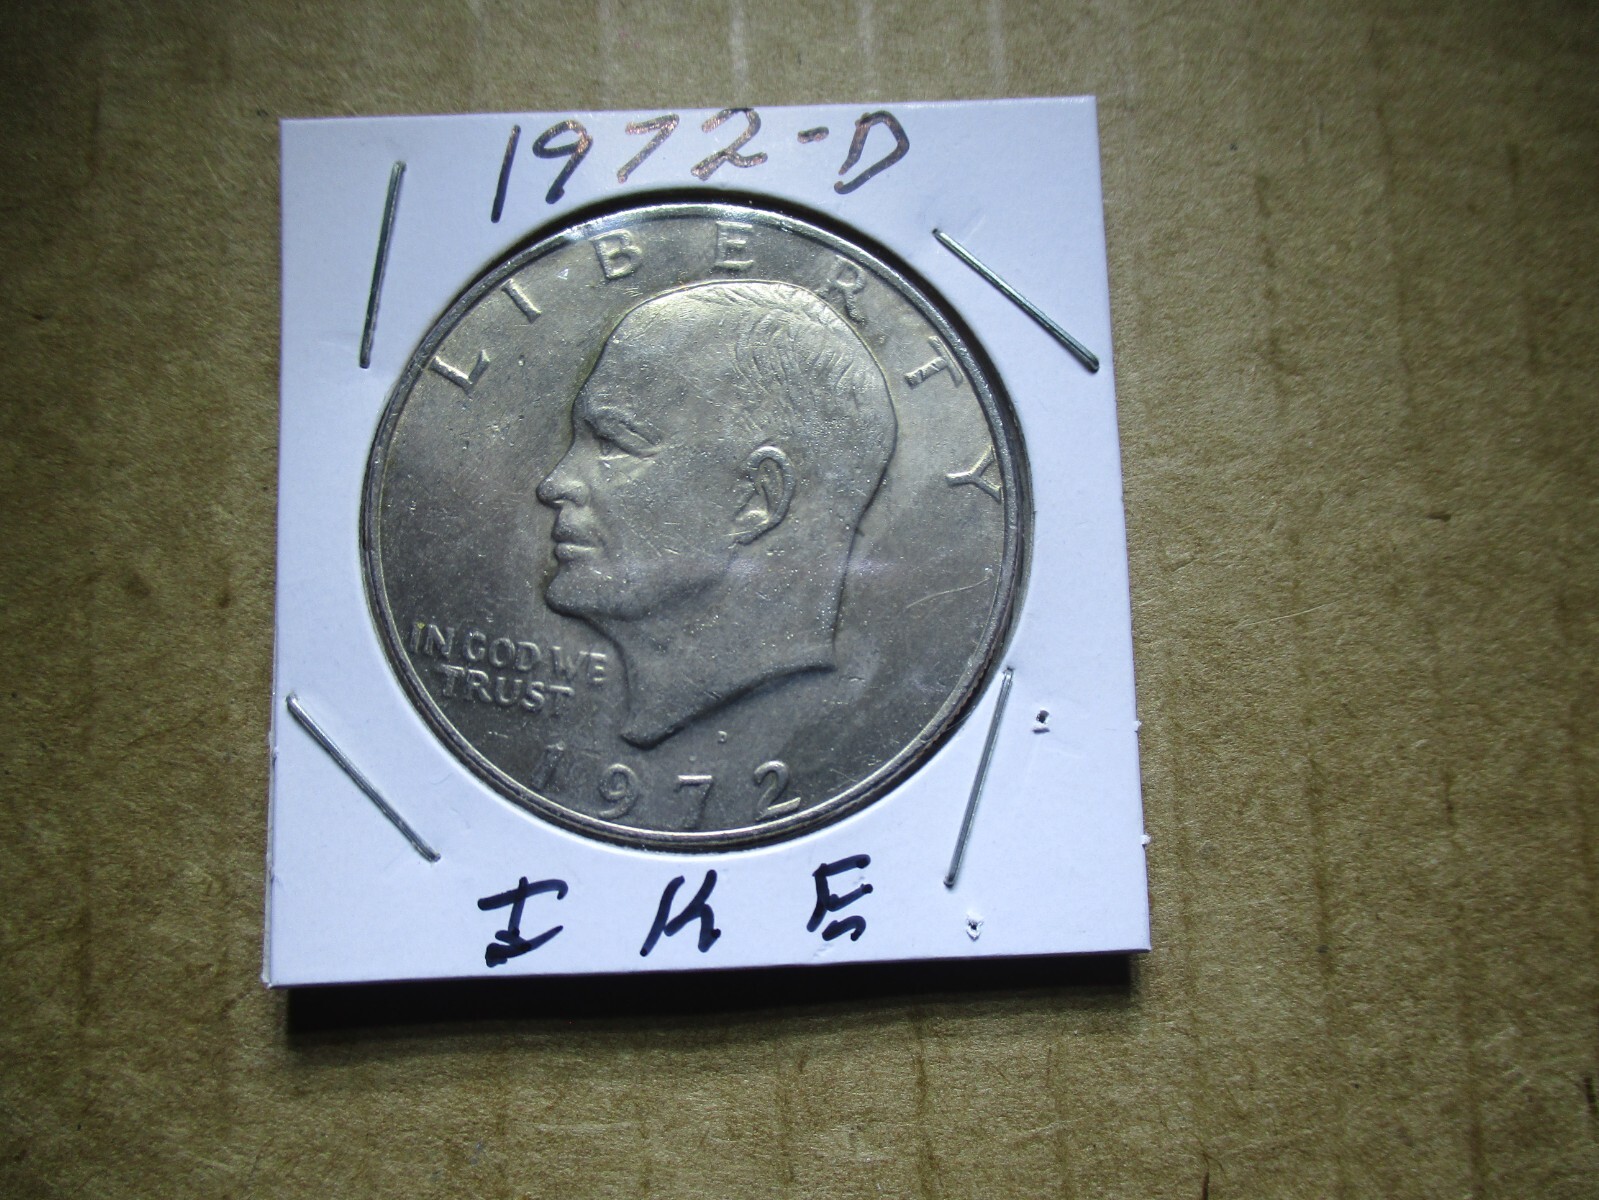 1972-D
LIBERTY
IN GOD WE
TRUST
D
1972
IKE